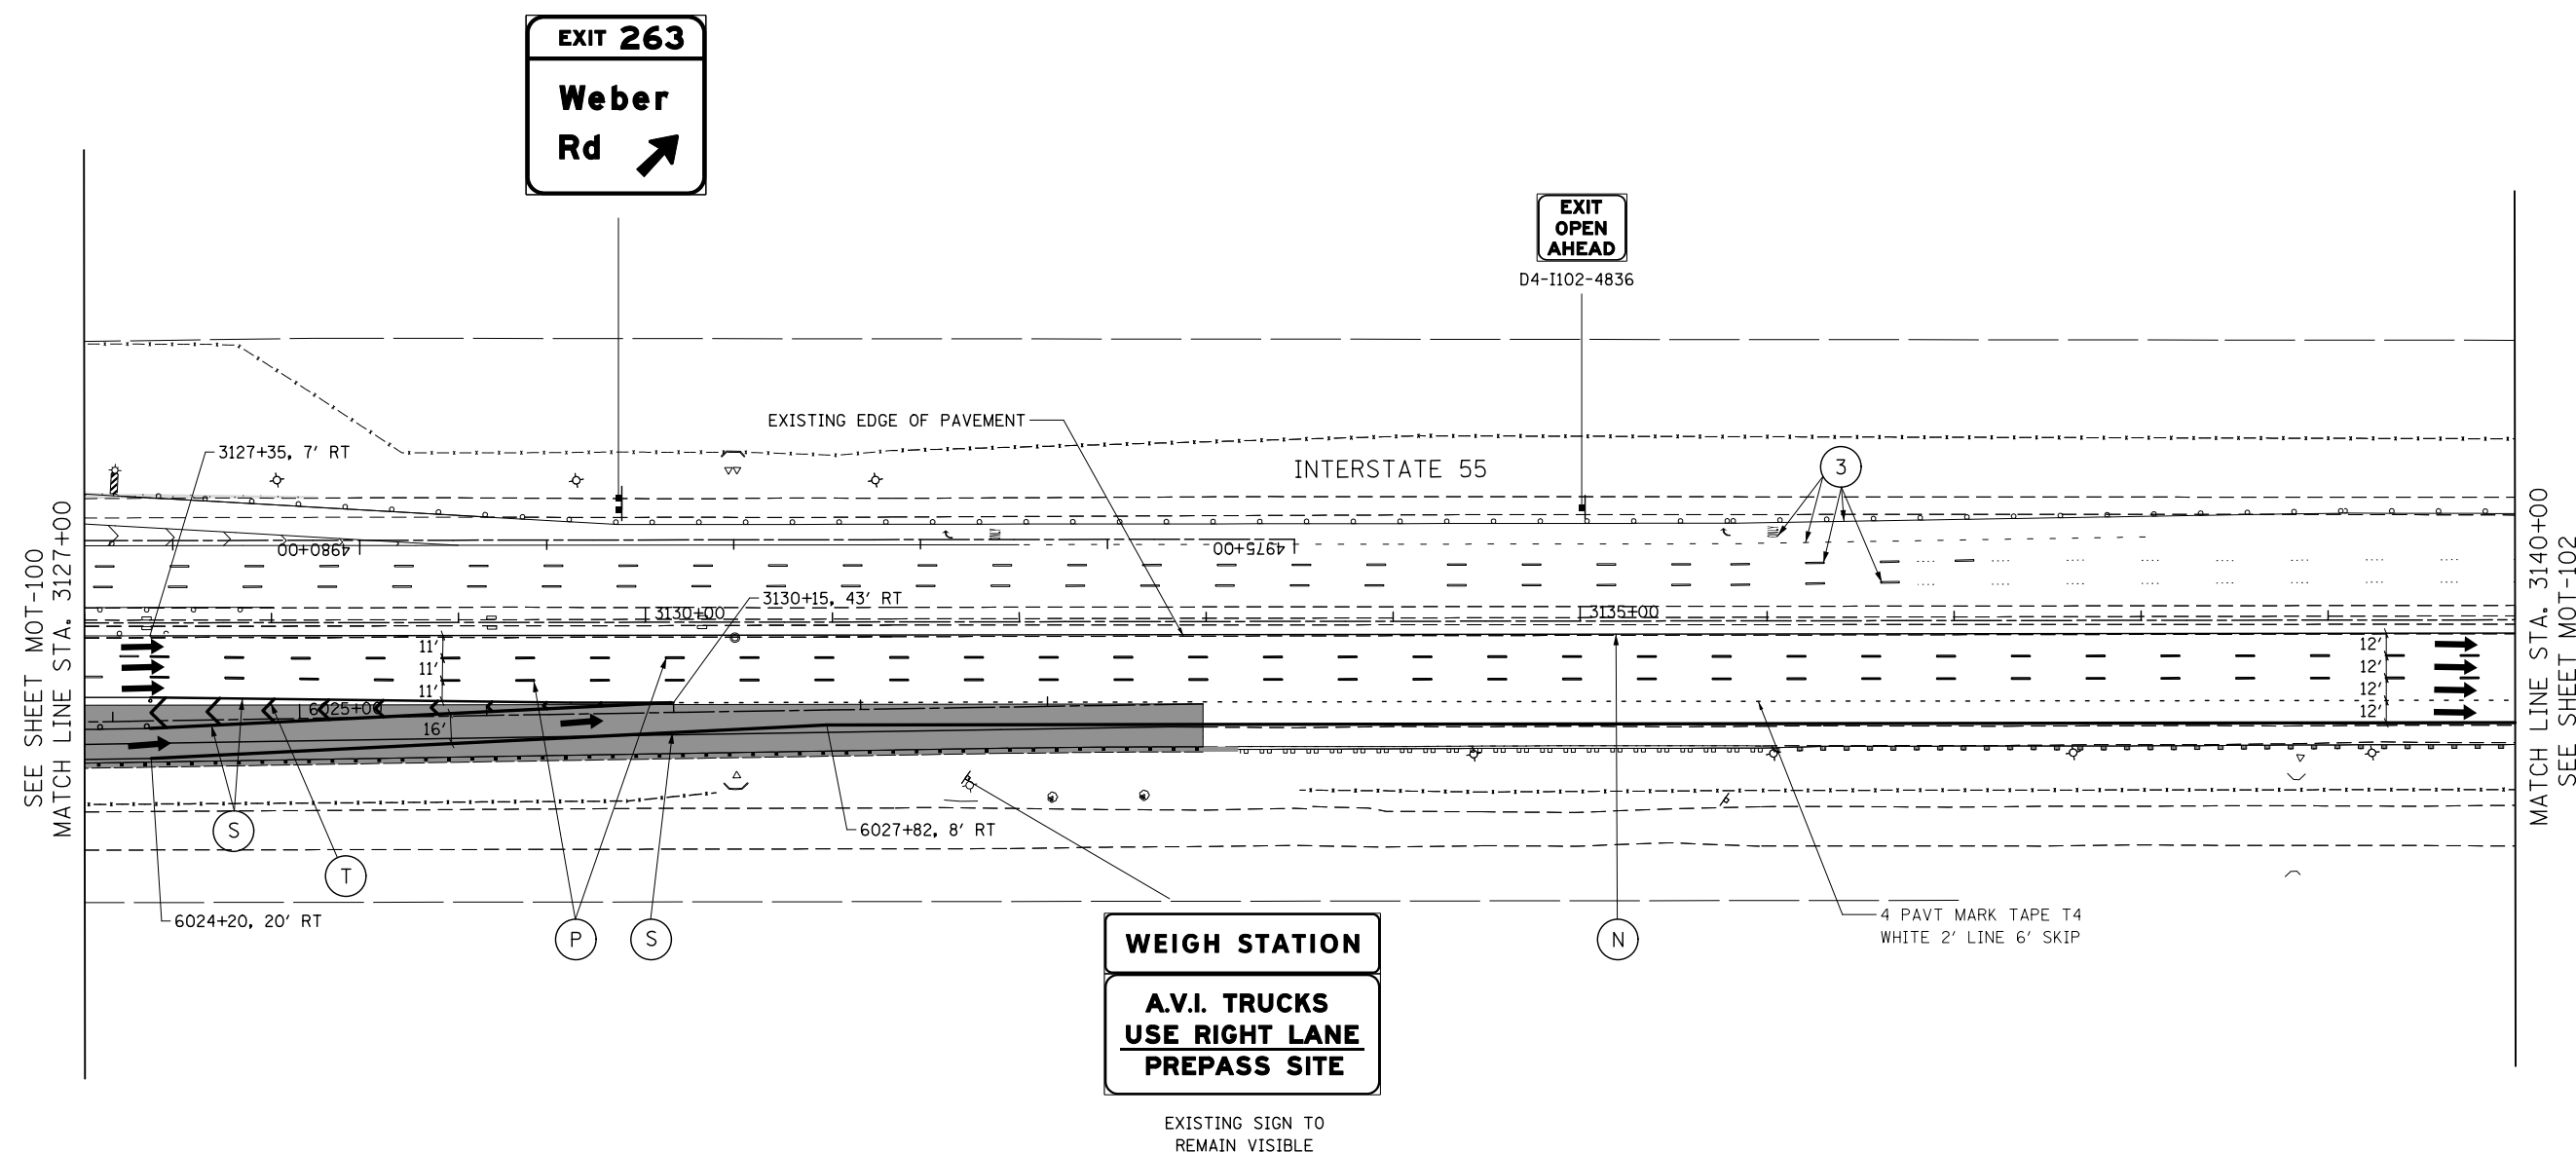 EXIT 263
Weber
Rd
EXIT
OPEN
AHEAD
D4-I102-4836
EXISTING EDGE OF PAVEMENT
3127+35, 7' RT
INTERSTATE 55
3
SEE SHEET MOT-100
MATCH LINE STA. 3127+00
4980+00
4975+00
3130+15, 43' RT
3130+00
3135+00
11'
11'
11'
16'
12'
12'
12'
12'
6025+00
MATCH LINE STA. 3140+00
SEE SHEET MOT-102
S
T
6027+82, 8' RT
6024+20, 20' RT
P
S
N
4 PAVT MARK TAPE T4
WHITE 2' LINE 6' SKIP
WEIGH STATION
A.V.I. TRUCKS
USE RIGHT LANE
PREPASS SITE
EXISTING SIGN TO
REMAIN VISIBLE